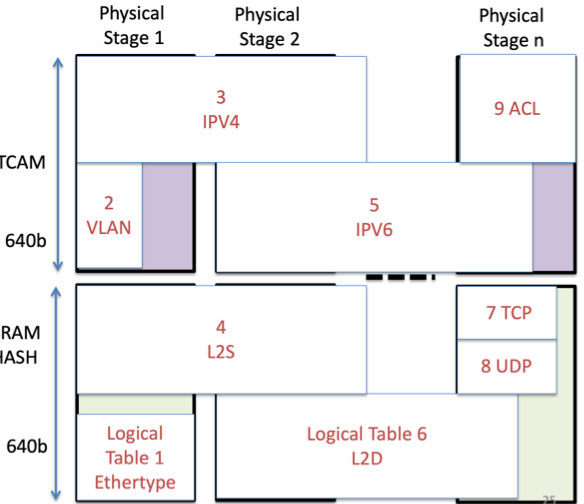 Physical
Stage 1
Physical
Stage 2
Physical
Stage n
3
IPV4
9 ACL
TCAM
2
VLAN
5
IPV6
640b
4
L2S
7 TCP
RAM
HASH
8 UDP
Logical
Table 1
Ethertype
Logical Table 6
L2D
640b
25